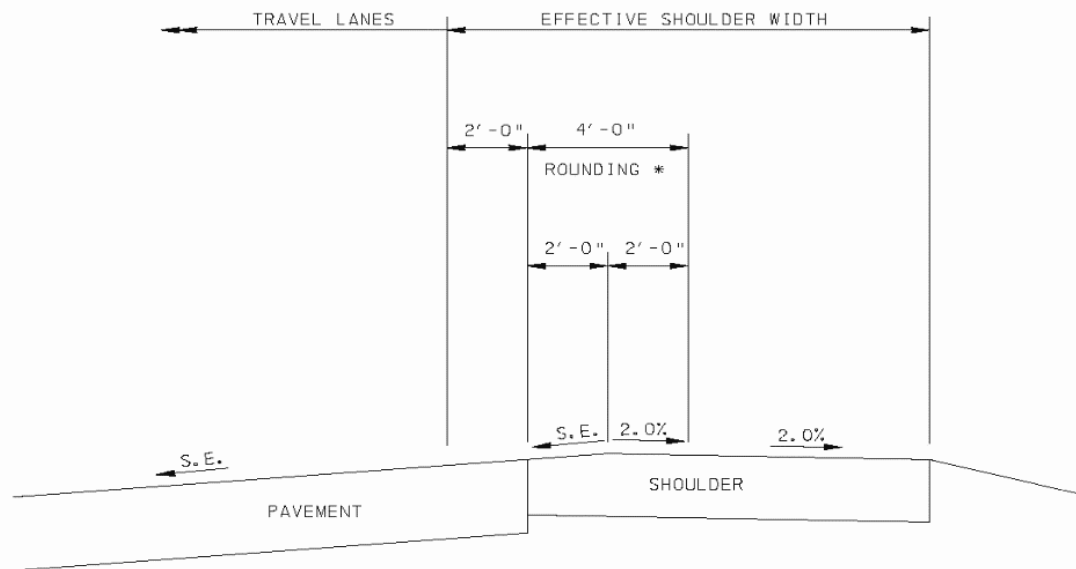 TRAVEL LANES
EFFECTIVE SHOULDER WIDTH
2'-0"
4'-0"
ROUNDING *
2'-0"
2'-0"
S.E.
2.0%
2.0%
S.E.
SHOULDER
PAVEMENT